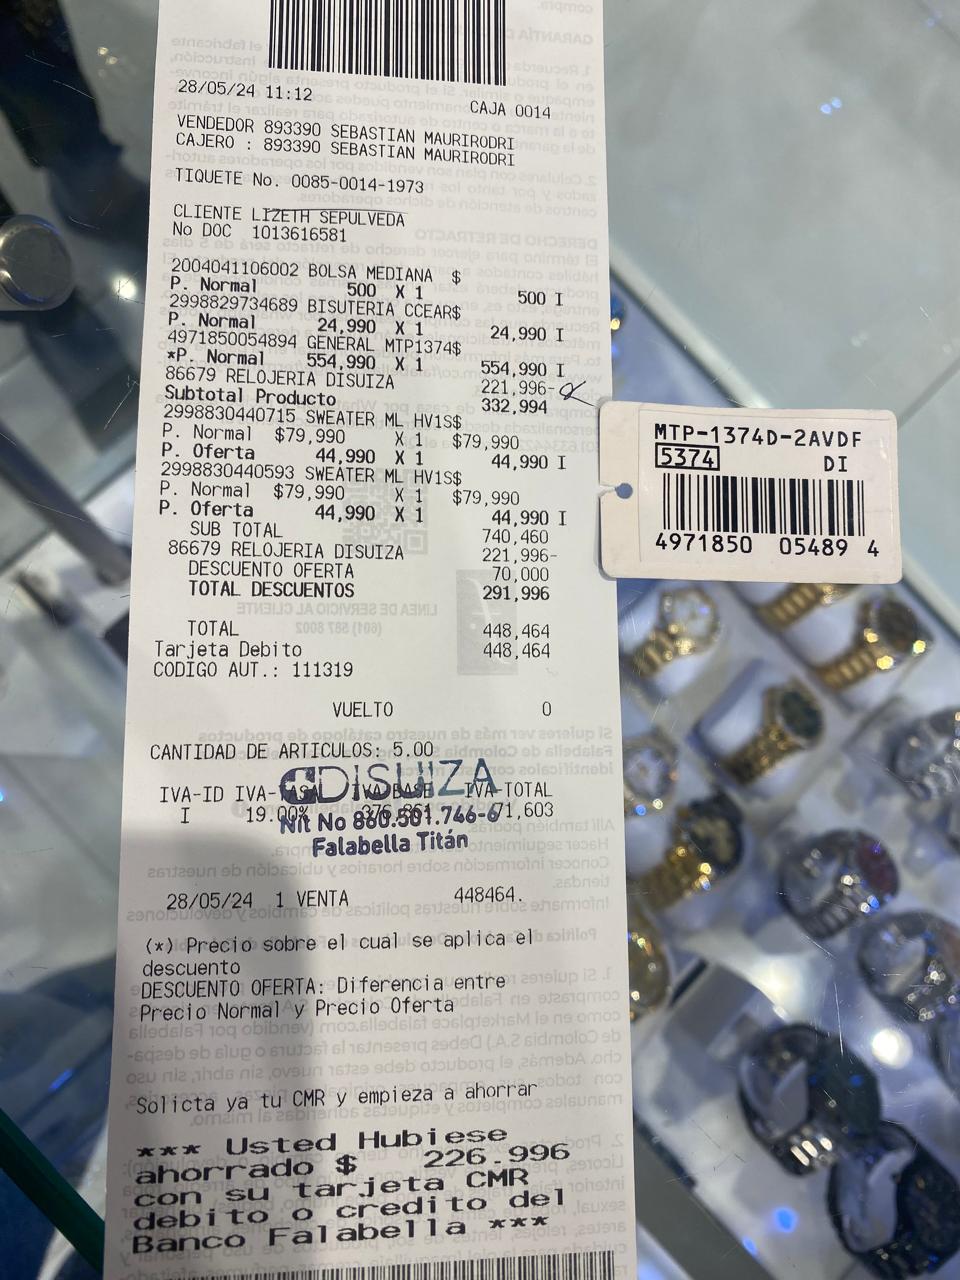 28/05/24 11:12
CAJA 0014
VENDEDOR 893390 SEBASTIAN MAURIRODRI
CAJERO : 893390 SEBASTIAN MAURIRODRI
TIQUETE No. 0085-0014-1973
CLIENTE LIZETH SEPULVEDA
No DOC 1013616581
2004041106002 BOLSA MEDIANA $
P. Normal 500 X 1 500 I
2998829734689 BISUTERIA CCEAR$
P. Normal 24,990 X 1 24,990 I
4971850054894 GENERAL MTP1374$
*P. Normal 554,990 X 1 554,990 I
86679 RELOJERIA DISUIZA 221,996-
Subtotal Producto 332,994
2998830440715 SWEATER ML HV1S$
P. Normal $79,990 X 1 $79,990
P. Oferta 44,990 X 1 44,990 I
2998830440593 SWEATER ML HV1S$
P. Normal $79,990 X 1 $79,990
P. Oferta 44,990 X 1 44,990 I
SUB TOTAL 740,460
86679 RELOJERIA DISUIZA 221,996-
DESCUENTO OFERTA 70,000
TOTAL DESCUENTOS 291,996
TOTAL 448,464
Tarjeta Debito 448,464
CODIGO AUT.: 111319
VUELTO 0
CANTIDAD DE ARTICULOS: 5.00
DISUIZA
IVA-ID IVA-TASA IVA-BASE IVA-TOTAL
I 19.00% 376,861 71,603
Nit No 860.501.746-6
Falabella Titán
28/05/24 1 VENTA 448464.
(*) Precio sobre el cual se aplica el
descuento
DESCUENTO OFERTA: Diferencia entre
Precio Normal y Precio Oferta
Solicta ya tu CMR y empieza a ahorrar
*** Usted Hubiese
ahorrado $ 226.996
con su tarjeta CMR
debito o credito del
Banco Falabella ***
MTP-1374D-2AVDF
5374 DI
4971850 05489 4